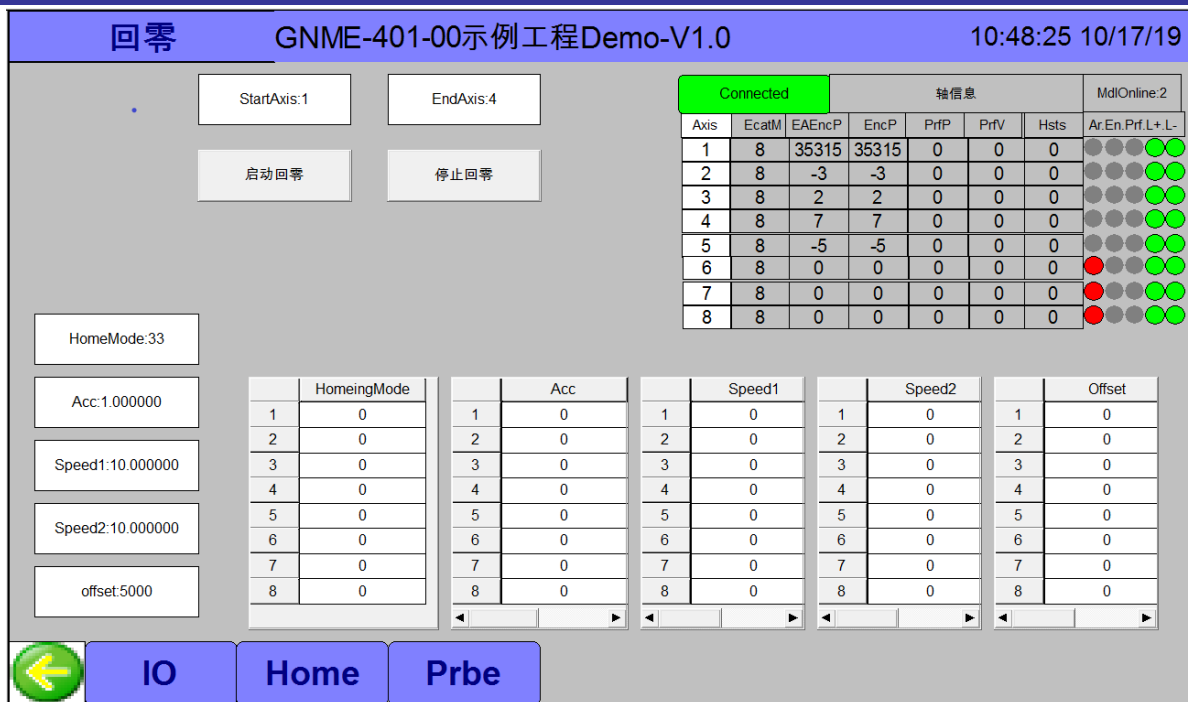 回零 GNME-401-00示例工程Demo-V1.0 10:48:25 10/17/19
StartAxis:1 EndAxis:4
启动回零 停止回零
Connected 轴信息 MdlOnline:2
Axis EcatM EAEncP EncP PrfP PrfV Hsts Ar.En.Prf.L+.L-
1 8 35315 35315 0 0 0
2 8 -3 -3 0 0 0
3 8 2 2 0 0 0
4 8 7 7 0 0 0
5 8 -5 -5 0 0 0
6 8 0 0 0 0 0
7 8 0 0 0 0 0
8 8 0 0 0 0 0
HomeMode:33
Acc:1.000000
Speed1:10.000000
Speed2:10.000000
offset:5000
HomeingMode Acc Speed1 Speed2 Offset
1 0 1 0 1 0 1 0 1 0
2 0 2 0 2 0 2 0 2 0
3 0 3 0 3 0 3 0 3 0
4 0 4 0 4 0 4 0 4 0
5 0 5 0 5 0 5 0 5 0
6 0 6 0 6 0 6 0 6 0
7 0 7 0 7 0 7 0 7 0
8 0 8 0 8 0 8 0 8 0
IO Home Prbe